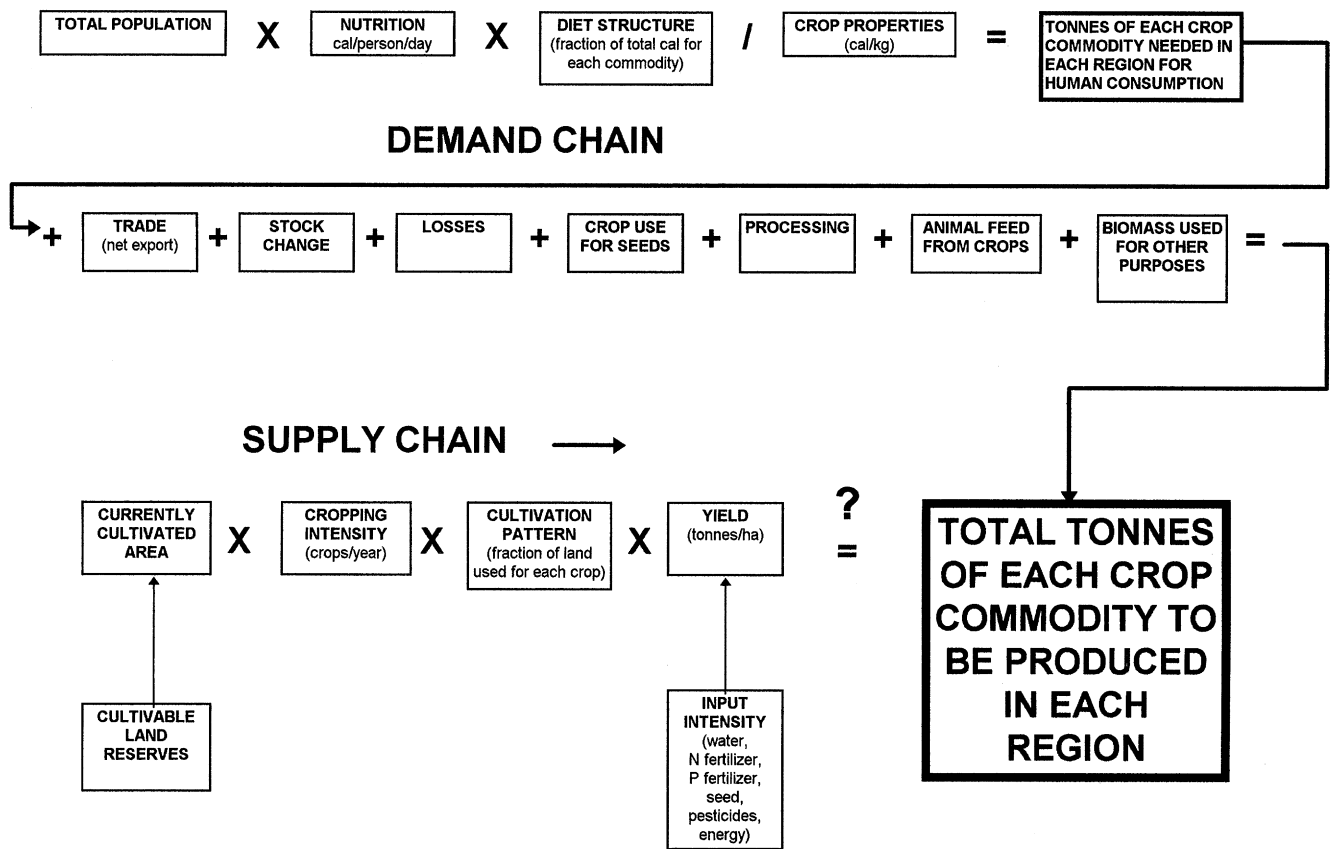 TOTAL POPULATION
X
NUTRITION
cal/person/day
X
DIET STRUCTURE
(fraction of total cal for
each commodity)
/
CROP PROPERTIES
(cal/kg)
=
TONNES OF EACH CROP
COMMODITY NEEDED IN
EACH REGION FOR
HUMAN CONSUMPTION
DEMAND CHAIN
+
TRADE
(net export)
+
STOCK
CHANGE
+
LOSSES
+
CROP USE
FOR SEEDS
+
PROCESSING
+
ANIMAL FEED
FROM CROPS
+
BIOMASS USED
FOR OTHER
PURPOSES
=
SUPPLY CHAIN
CURRENTLY
CULTIVATED
AREA
X
CROPPING
INTENSITY
(crops/year)
X
CULTIVATION
PATTERN
(fraction of land
used for each crop)
X
YIELD
(tonnes/ha)
?
=
TOTAL TONNES
OF EACH CROP
COMMODITY TO
BE PRODUCED
IN EACH
REGION
CULTIVABLE
LAND
RESERVES
INPUT
INTENSITY
(water,
N fertilizer,
P fertilizer,
seed,
pesticides,
energy)